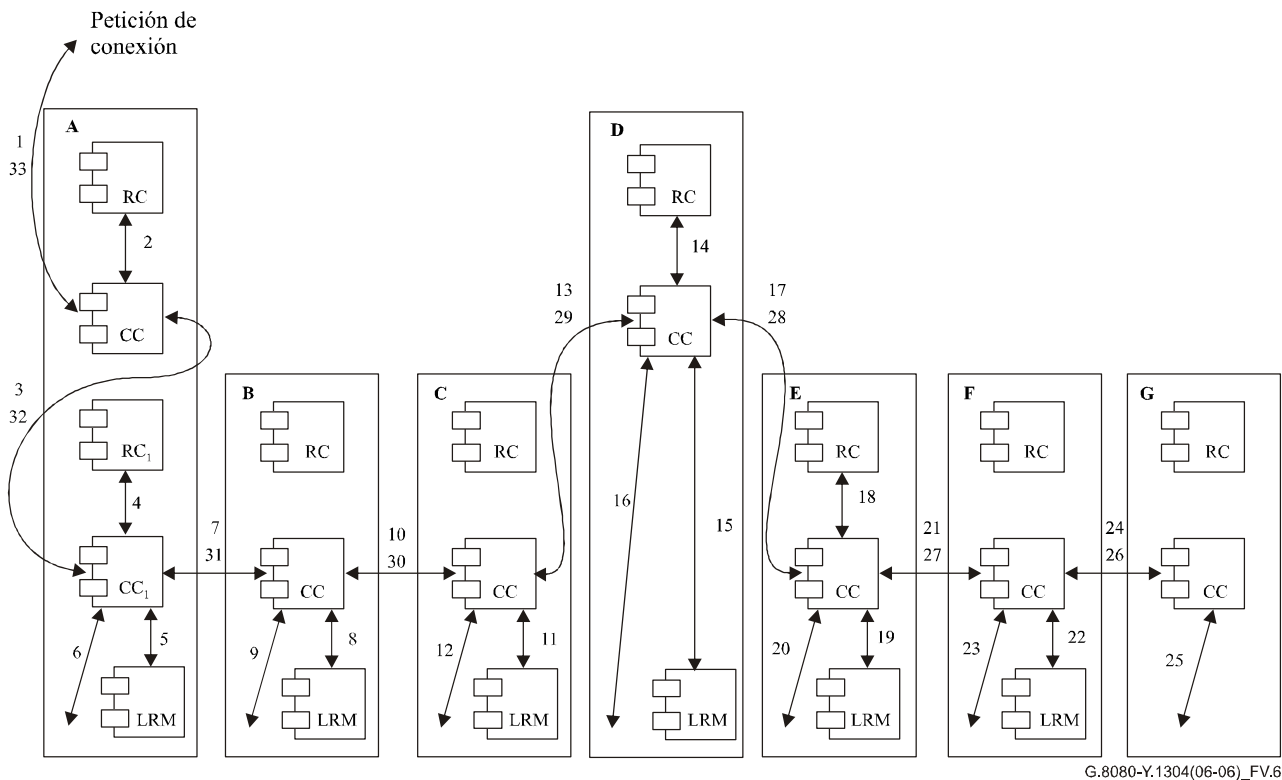 Petición de
conexión
1
33
A
RC
2
CC
3
32
RC₁
4
CC₁
6
5
LRM
7
31
B
RC
CC
9
8
LRM
10
30
C
RC
CC
12
11
LRM
13
29
D
RC
14
CC
16
15
LRM
17
28
E
RC
18
CC
20
19
LRM
21
27
F
RC
CC
23
22
LRM
24
26
G
RC
CC
25
G.8080-Y.1304(06-06)_FV.6